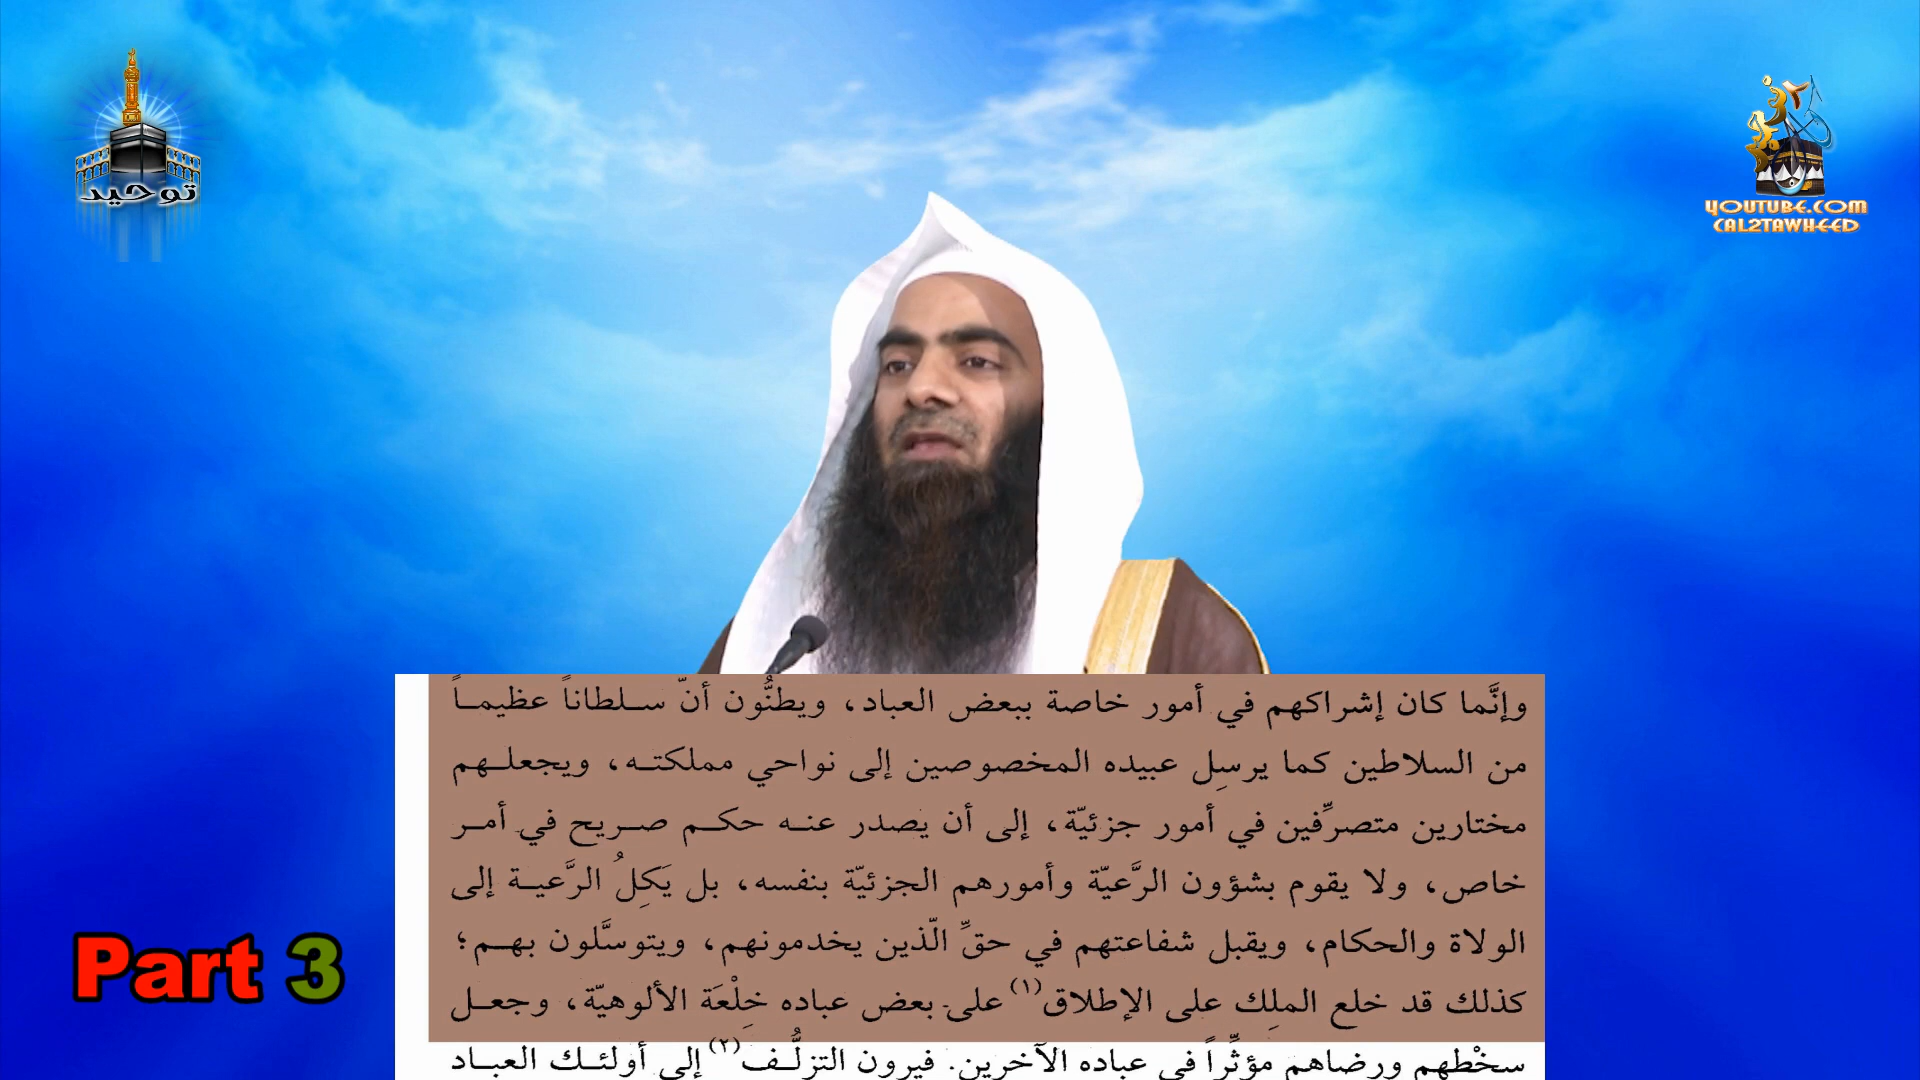 توحيد
YOUTUBE.COM
CAL2TAWHEED
وإنَّما كان إشراكهم في أمور خاصة ببعض العباد، ويظنُّون أنّ سلطاناً عظيماً
من السلاطين كما يرسِل عبيده المخصوصين إلى نواحي مملكته، ويجعلهم
مختارين متصرِّفين في أمور جزئيّة، إلى أن يصدر عنه حكم صريح في أمر
خاص، ولا يقوم بشؤون الرَّعيّة وأمورهم الجزئيّة بنفسه، بل يَكِلُ الرَّعية إلى
الولاة والحكام، ويقبل شفاعتهم في حقِّ الّذين يخدمونهم، ويتوسَّلون بهم؛
كذلك قد خلع الملِك على الإطلاق(١) على بعض عباده خِلْعَة الألوهيّة، وجعل
سخْطهم ورضاهم مؤثِّراً في عباده الآخرين. فيرون التزلُّف(٢) إلى أولئك العباد
Part 3